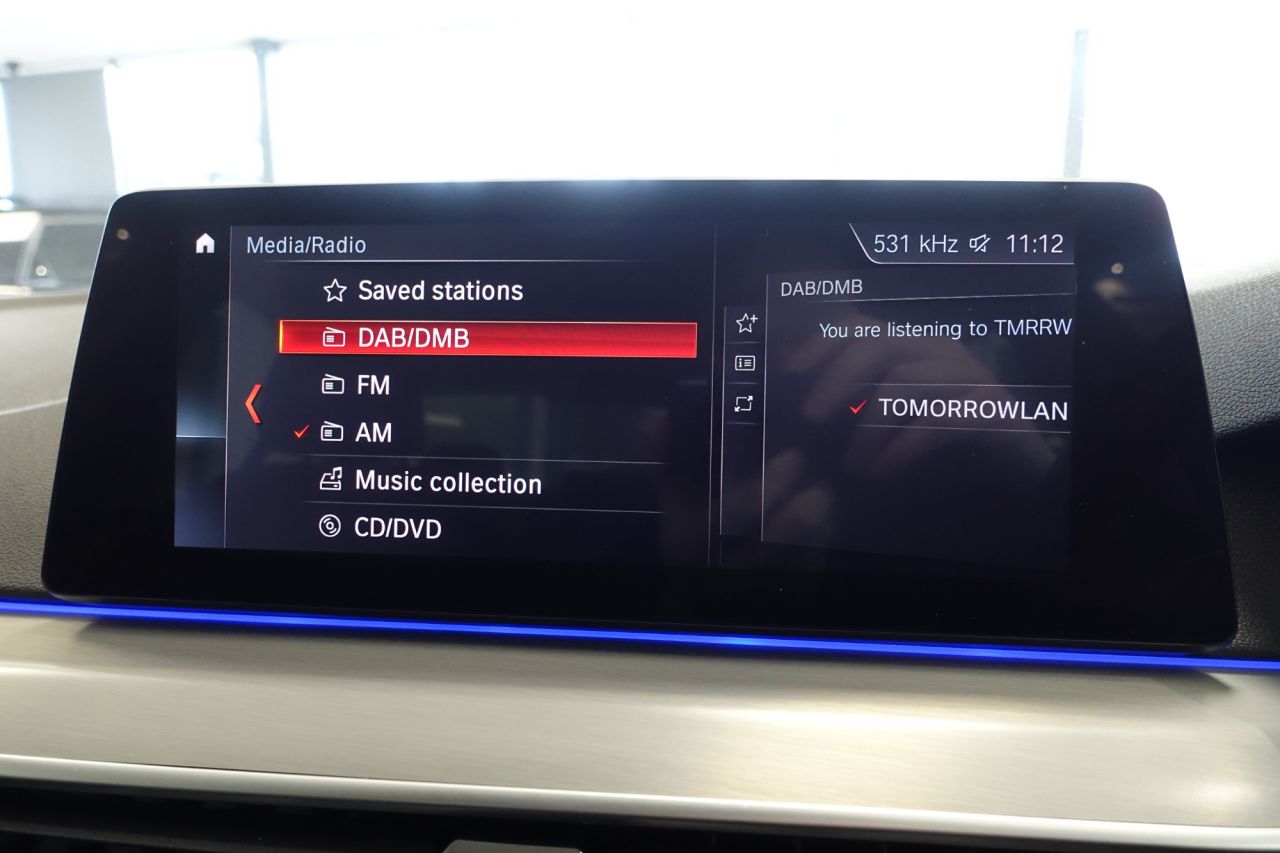 Media/Radio
Saved stations
DAB/DMB
FM
AM
Music collection
CD/DVD
531 kHz 11:12
DAB/DMB
You are listening to TMRRW
TOMORROWLAN